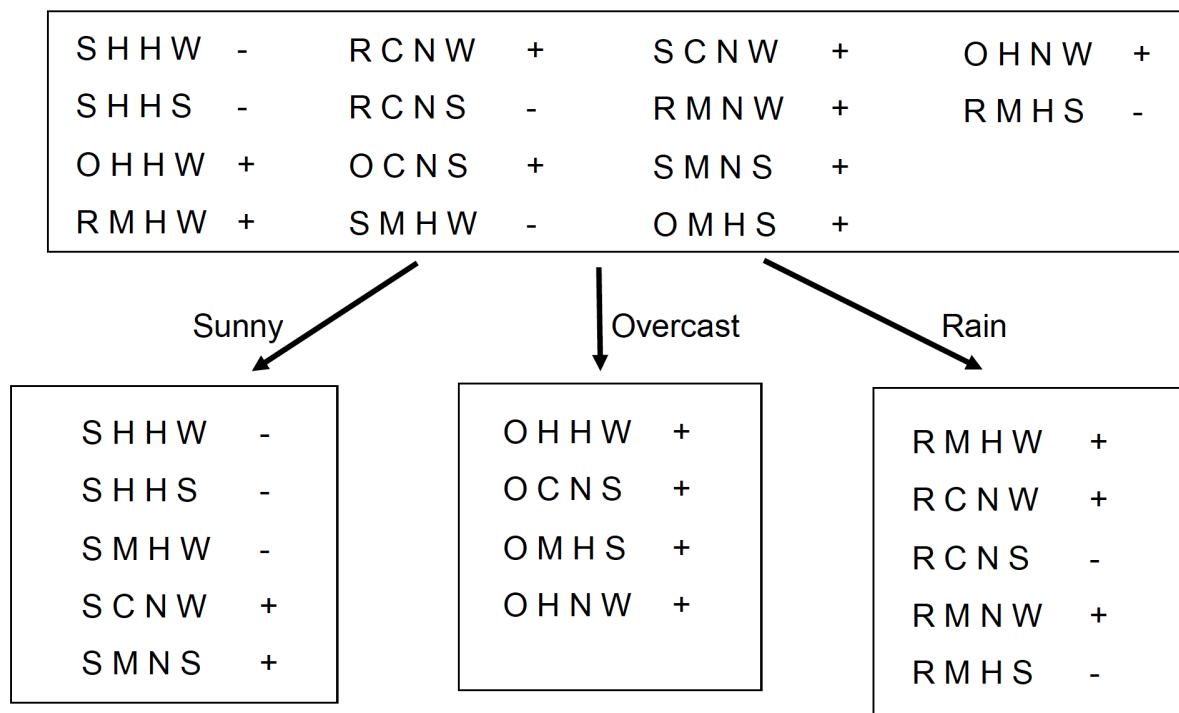 S H H W -
S H H S -
O H H W +
R M H W +
R C N W +
R C N S -
O C N S +
S M H W -
S C N W +
R M N W +
S M N S +
O M H S +
O H N W +
R M H S -
Sunny
Overcast
Rain
S H H W -
S H H S -
S M H W -
S C N W +
S M N S +
O H H W +
O C N S +
O M H S +
O H N W +
R M H W +
R C N W +
R C N S -
R M N W +
R M H S -